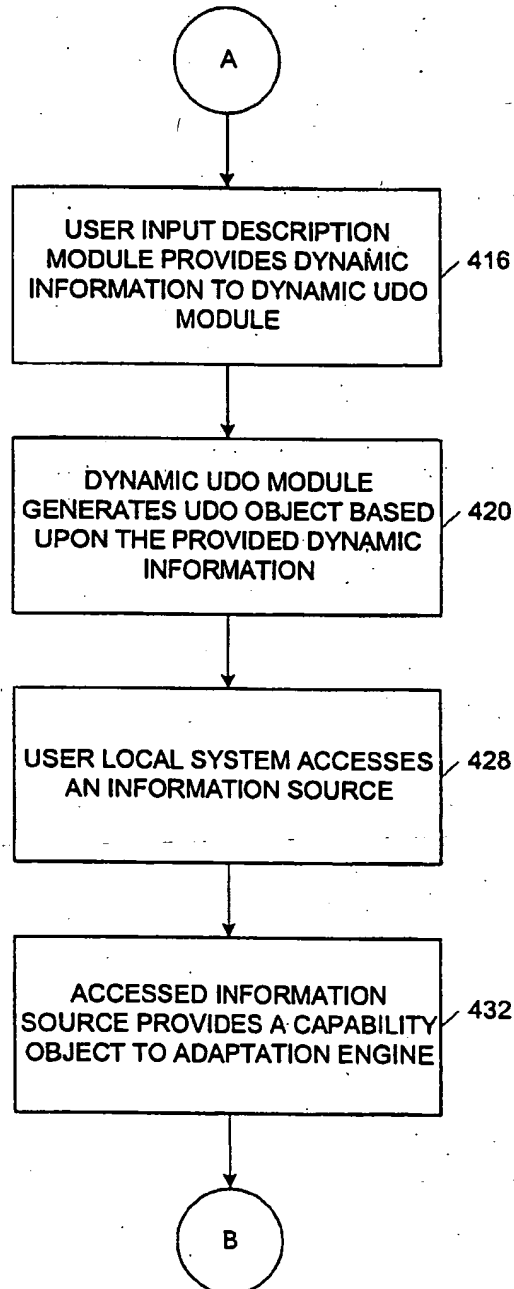 A
USER INPUT DESCRIPTION
MODULE PROVIDES DYNAMIC
INFORMATION TO DYNAMIC UDO
MODULE
416
DYNAMIC UDO MODULE
GENERATES UDO OBJECT BASED
UPON THE PROVIDED DYNAMIC
INFORMATION
420
USER LOCAL SYSTEM ACCESSES
AN INFORMATION SOURCE
428
ACCESSED INFORMATION
SOURCE PROVIDES A CAPABILITY
OBJECT TO ADAPTATION ENGINE
432
B